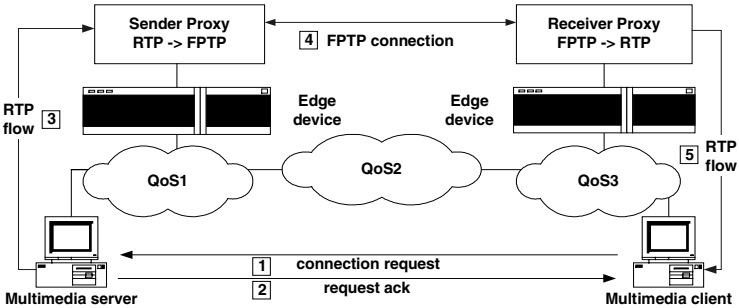 Sender Proxy
RTP -> FPTP
4 FPTP connection
Receiver Proxy
FPTP -> RTP
RTP
flow
3
Edge
device
Edge
device
5
RTP
flow
QoS1
QoS2
QoS3
1 connection request
2 request ack
Multimedia server
Multimedia client